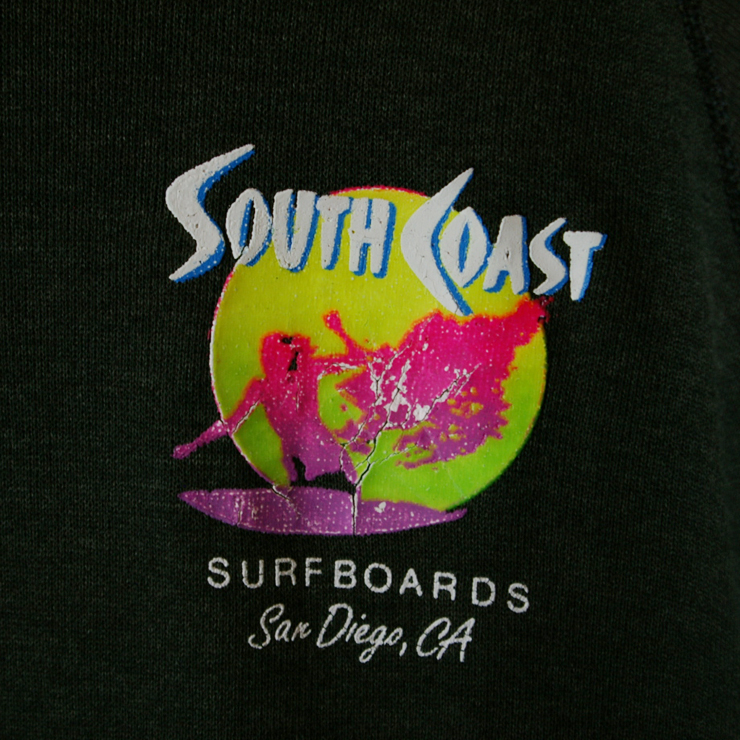 SOUTH COAST
SURFBOARDS
San Diego, CA